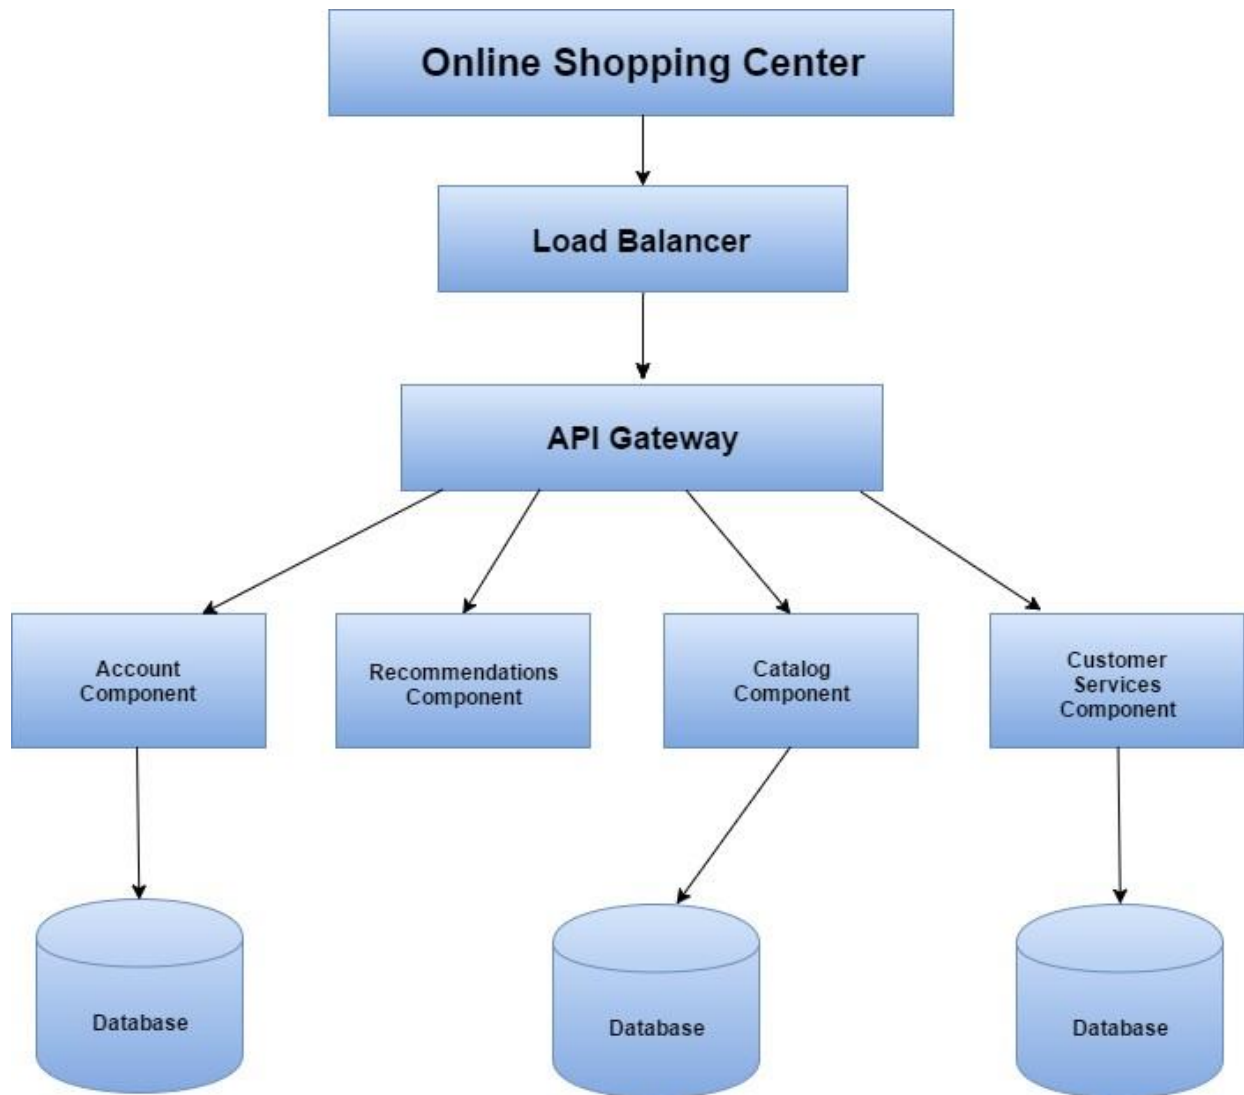 Online Shopping Center
Load Balancer
API Gateway
Account
Component
Recommendations
Component
Catalog
Component
Customer
Services
Component
Database
Database
Database